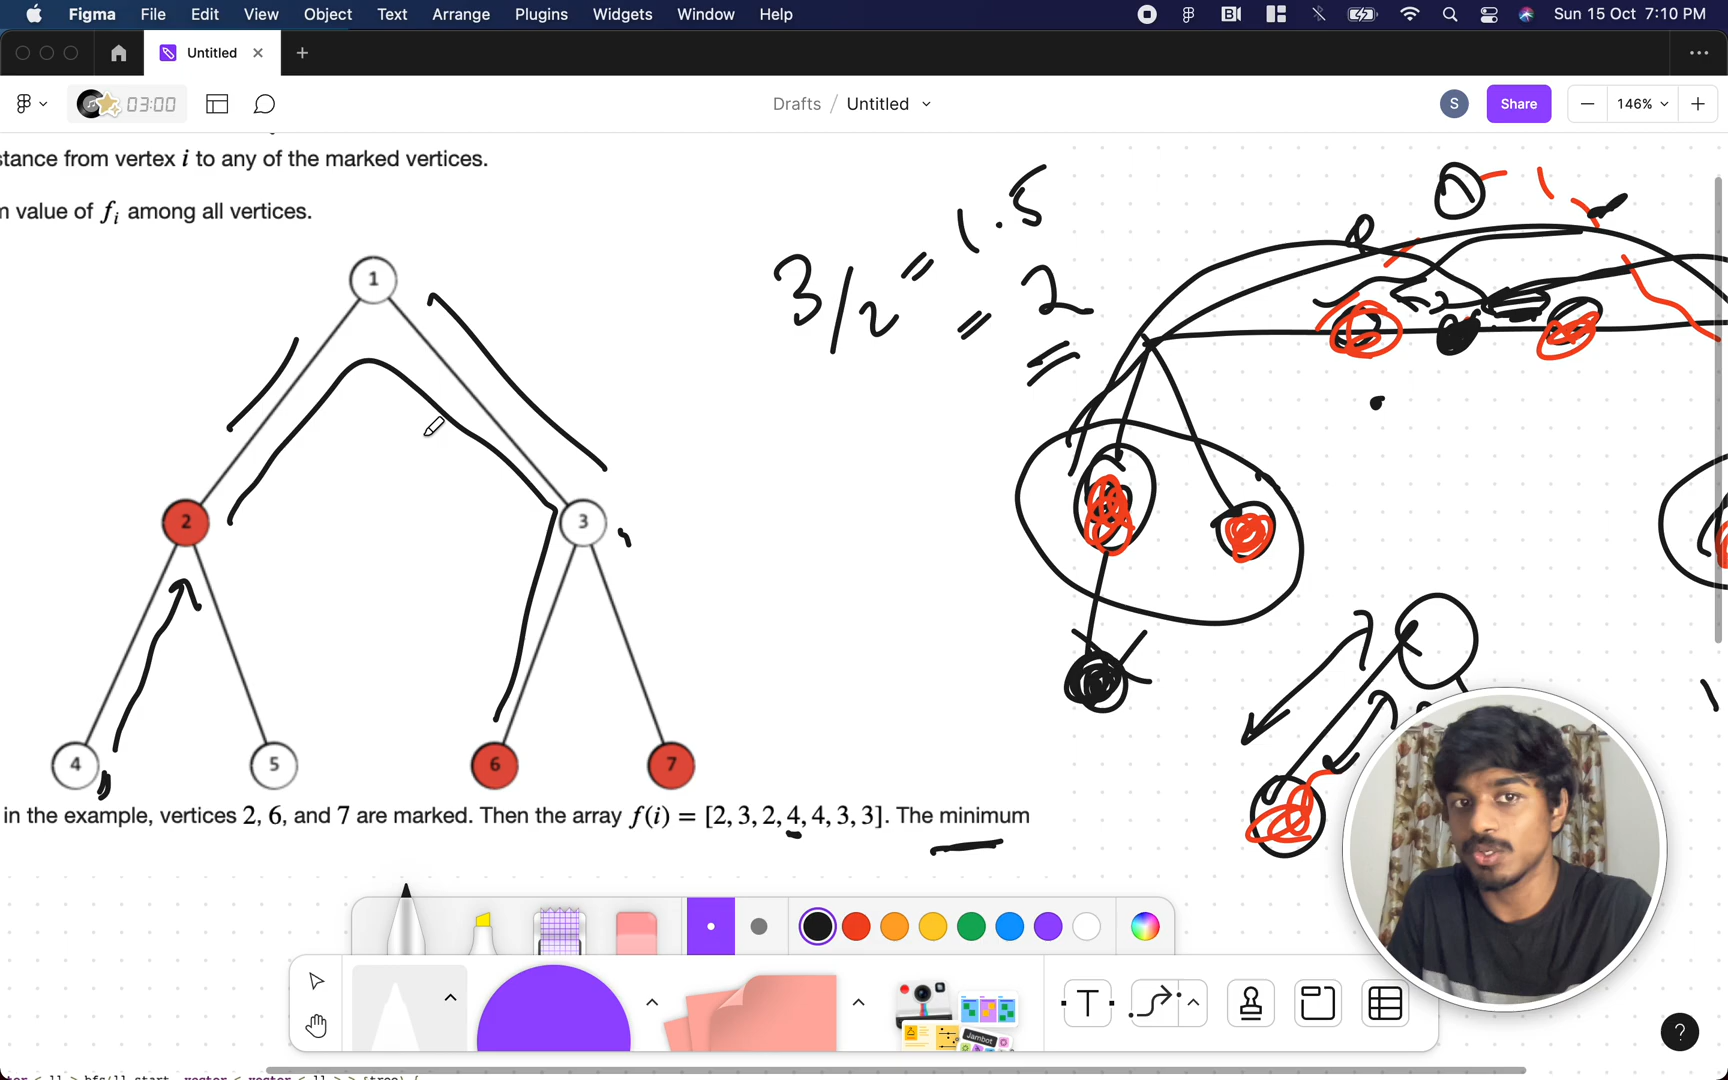 Figma File Edit View Object Text Arrange Plugins Widgets Window Help Sun 15 Oct 7:10 PM
Untitled
03:00 Drafts / Untitled S Share 146%
stance from vertex i to any of the marked vertices.
m value of fi among all vertices.
1
2
3
4
5
6
7
3/2 = 1.5
= 2
in the example, vertices 2, 6, and 7 are marked. Then the array f(i) = [2, 3, 2, 4, 4, 3, 3]. The minimum
T
Jambot
?